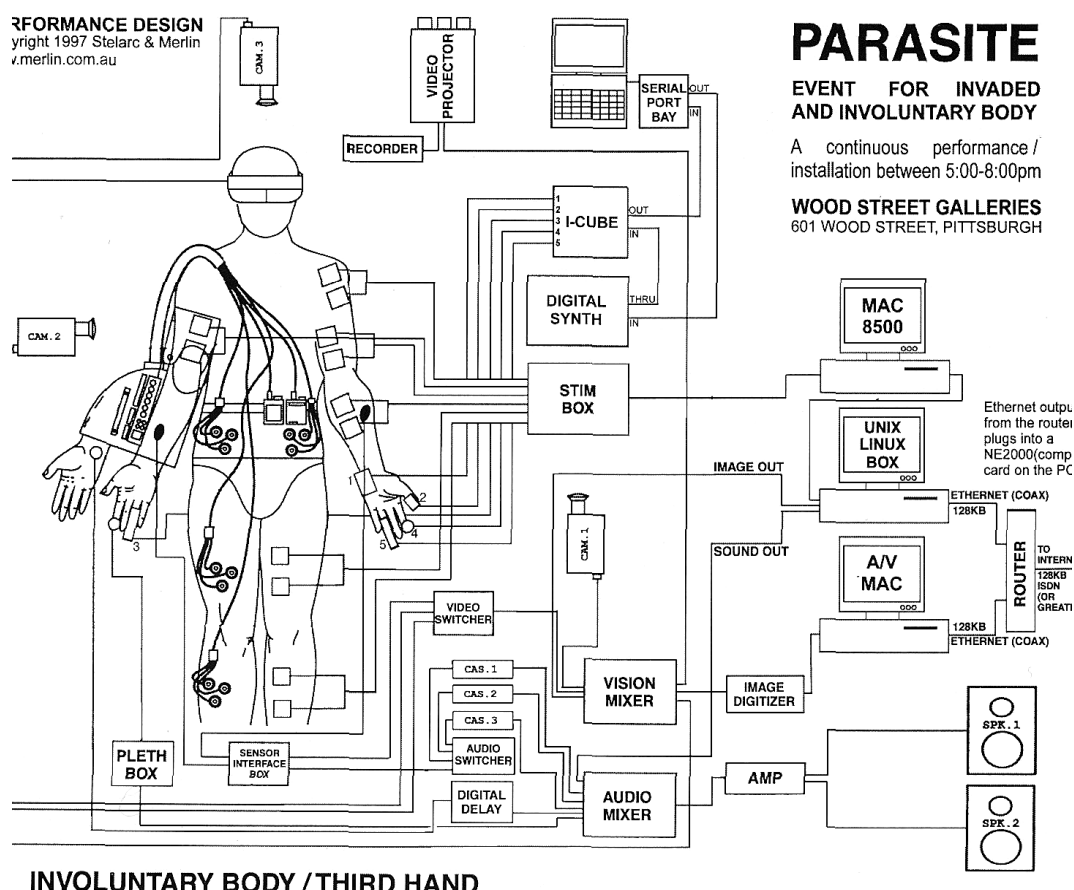 RFORMANCE DESIGN
yright 1997 Stelarc & Merlin
.merlin.com.au
CAM.3
VIDEO
PROJECTOR
RECORDER
SERIAL
PORT
BAY
OUT
IN
PARASITE
EVENT FOR INVADED
AND INVOLUNTARY BODY
A continuous performance /
installation between 5:00-8:00pm
WOOD STREET GALLERIES
601 WOOD STREET, PITTSBURGH
1
2
3
4
5
I-CUBE
OUT
IN
DIGITAL
SYNTH
THRU
IN
CAM.2
STIM
BOX
MAC
8500
UNIX
LINUX
BOX
Ethernet outpu
from the router
plugs into a
NE2000(comp
card on the PC
IMAGE OUT
SOUND OUT
ETHERNET (COAX)
128KB
A/V
MAC
128KB
ETHERNET (COAX)
ROUTER
TO
INTERN
128KB
ISDN
(OR
GREATE
1
2
3
4
5
CAM.1
VIDEO
SWITCHER
CAS.1
CAS.2
CAS.3
AUDIO
SWITCHER
VISION
MIXER
IMAGE
DIGITIZER
PLETH
BOX
SENSOR
INTERFACE
BOX
DIGITAL
DELAY
AUDIO
MIXER
AMP
SPK.1
SPK.2
INVOLUNTARY BODY / THIRD HAND